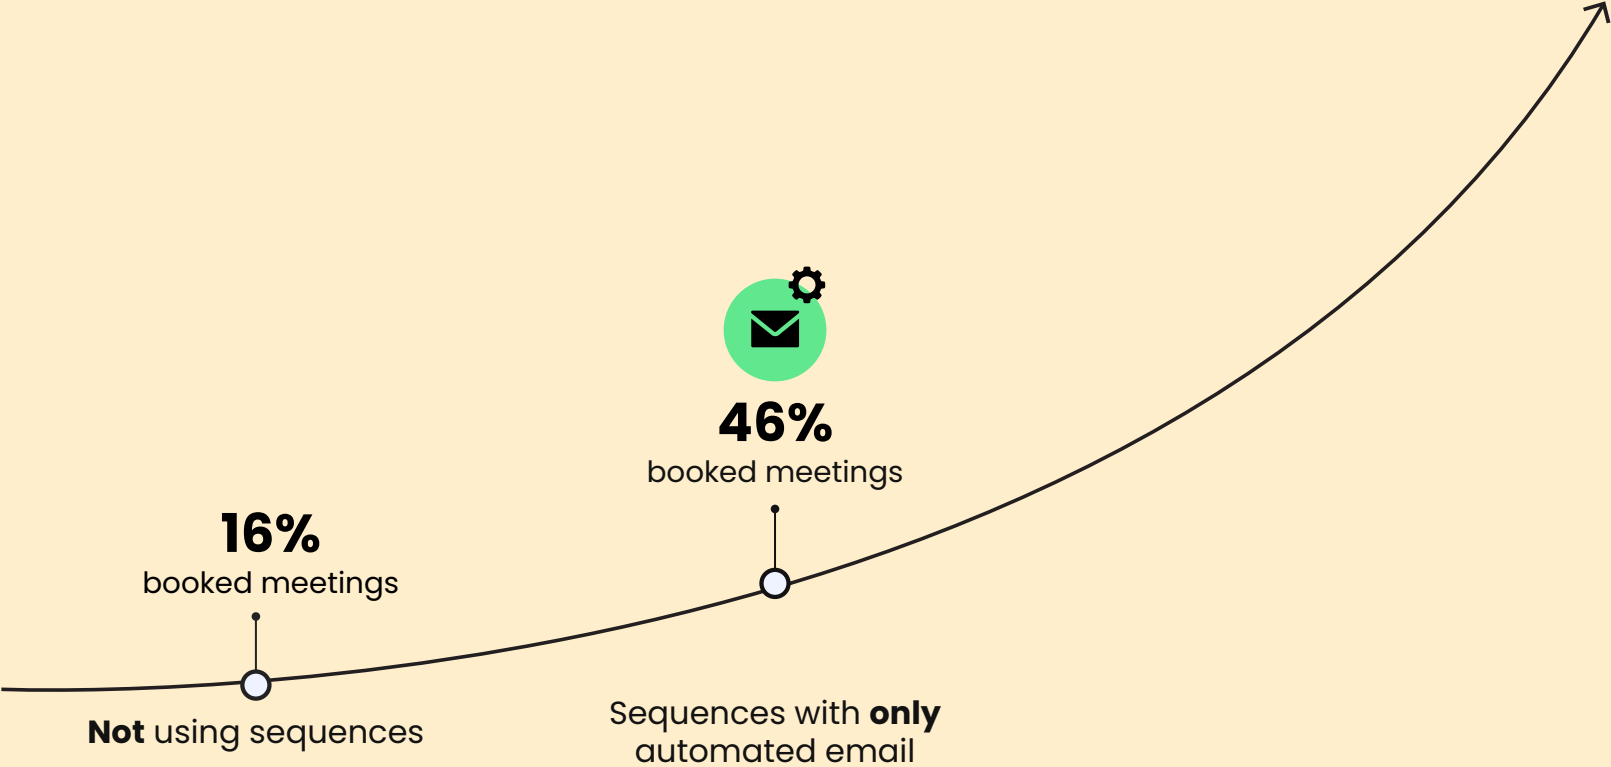 16%
booked meetings
Not using sequences
46%
booked meetings
Sequences with only
automated email